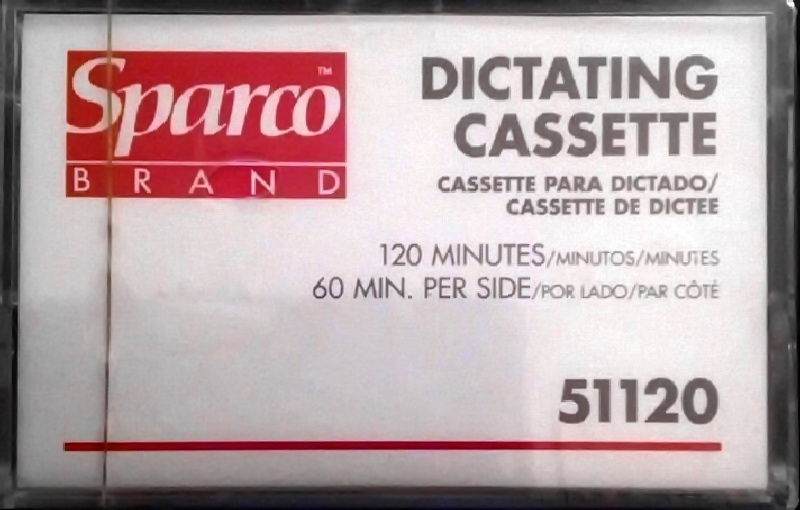 Sparco™
BRAND
DICTATING
CASSETTE
CASSETTE PARA DICTADO/
CASSETTE DE DICTEE
120 MINUTES/MINUTOS/MINUTES
60 MIN. PER SIDE/POR LADO/PAR CÔTÉ
51120